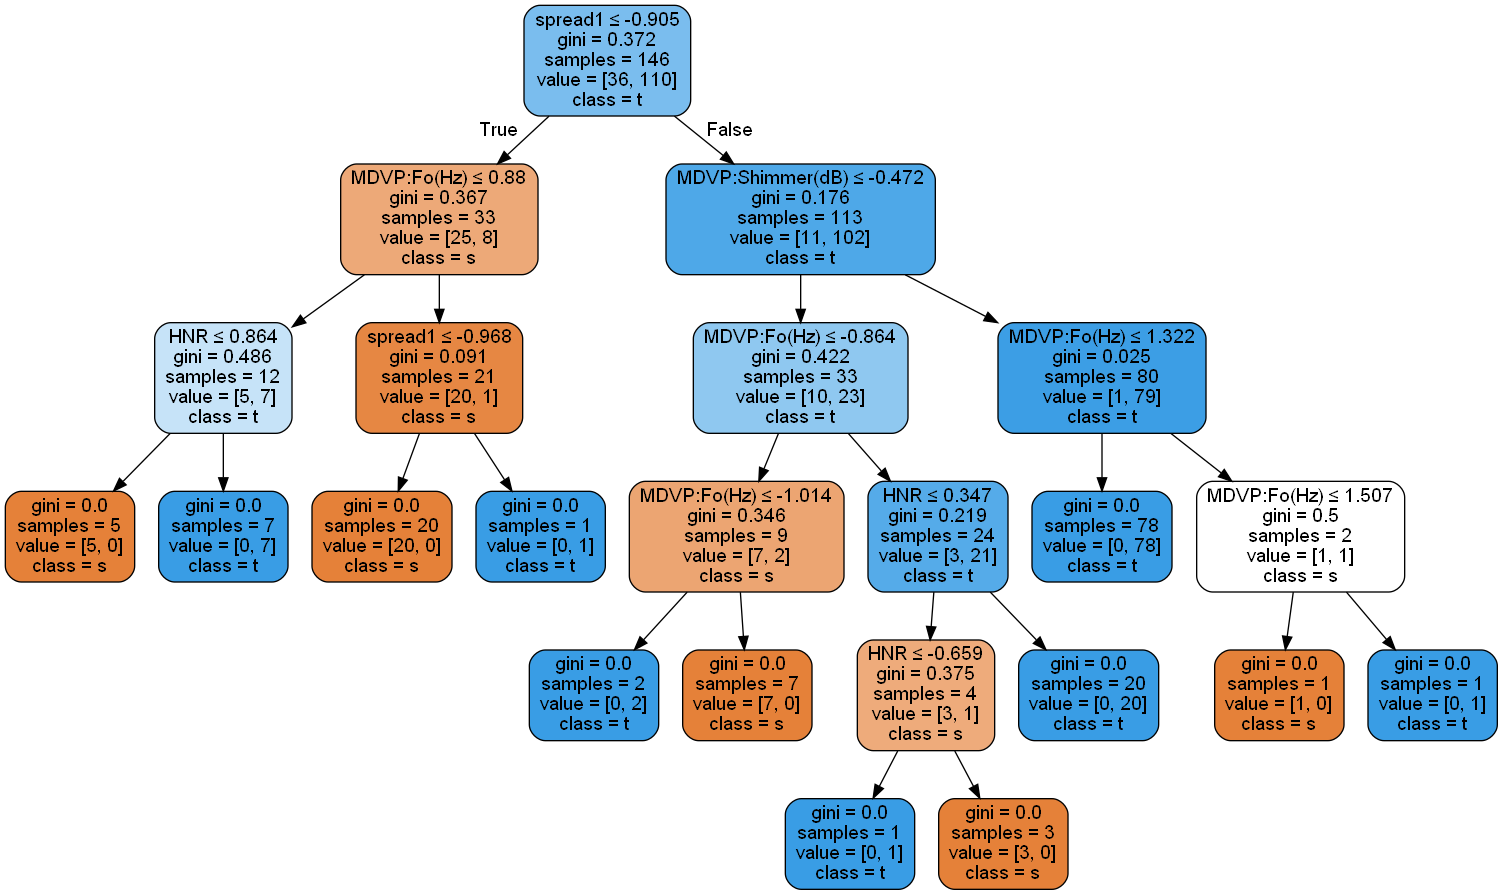 spread1 ≤ -0.905
gini = 0.372
samples = 146
value = [36, 110]
class = t
True
False
MDVP:Fo(Hz) ≤ 0.88
gini = 0.367
samples = 33
value = [25, 8]
class = s
MDVP:Shimmer(dB) ≤ -0.472
gini = 0.176
samples = 113
value = [11, 102]
class = t
HNR ≤ 0.864
gini = 0.486
samples = 12
value = [5, 7]
class = t
spread1 ≤ -0.968
gini = 0.091
samples = 21
value = [20, 1]
class = s
MDVP:Fo(Hz) ≤ -0.864
gini = 0.422
samples = 33
value = [10, 23]
class = t
MDVP:Fo(Hz) ≤ 1.322
gini = 0.025
samples = 80
value = [1, 79]
class = t
gini = 0.0
samples = 5
value = [5, 0]
class = s
gini = 0.0
samples = 7
value = [0, 7]
class = t
gini = 0.0
samples = 20
value = [20, 0]
class = s
gini = 0.0
samples = 1
value = [0, 1]
class = t
MDVP:Fo(Hz) ≤ -1.014
gini = 0.346
samples = 9
value = [7, 2]
class = s
HNR ≤ 0.347
gini = 0.219
samples = 24
value = [3, 21]
class = t
gini = 0.0
samples = 78
value = [0, 78]
class = t
MDVP:Fo(Hz) ≤ 1.507
gini = 0.5
samples = 2
value = [1, 1]
class = s
gini = 0.0
samples = 2
value = [0, 2]
class = t
gini = 0.0
samples = 7
value = [7, 0]
class = s
HNR ≤ -0.659
gini = 0.375
samples = 4
value = [3, 1]
class = s
gini = 0.0
samples = 20
value = [0, 20]
class = t
gini = 0.0
samples = 1
value = [1, 0]
class = s
gini = 0.0
samples = 1
value = [0, 1]
class = t
gini = 0.0
samples = 1
value = [0, 1]
class = t
gini = 0.0
samples = 3
value = [3, 0]
class = s